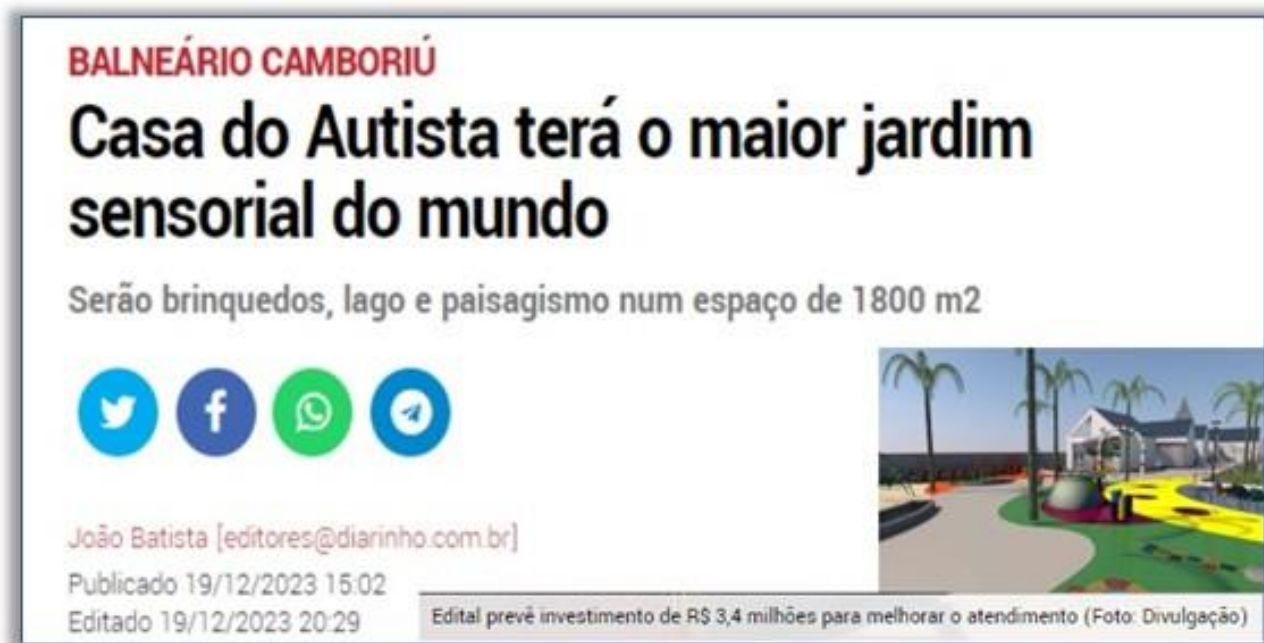 BALNEÁRIO CAMBORIÚ
Casa do Autista terá o maior jardim
sensorial do mundo
Serão brinquedos, lago e paisagismo num espaço de 1800 m2
João Batista [editores@diarinho.com.br]
Publicado 19/12/2023 15:02
Editado 19/12/2023 20:29
Edital prevê investimento de R$ 3,4 milhões para melhorar o atendimento (Foto: Divulgação)